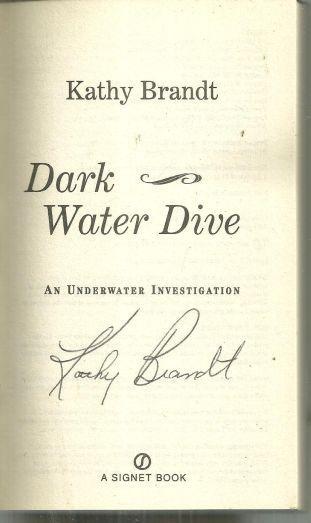 Kathy Brandt
Dark
Water Dive
AN UNDERWATER INVESTIGATION
Kathy Brandt
A SIGNET BOOK